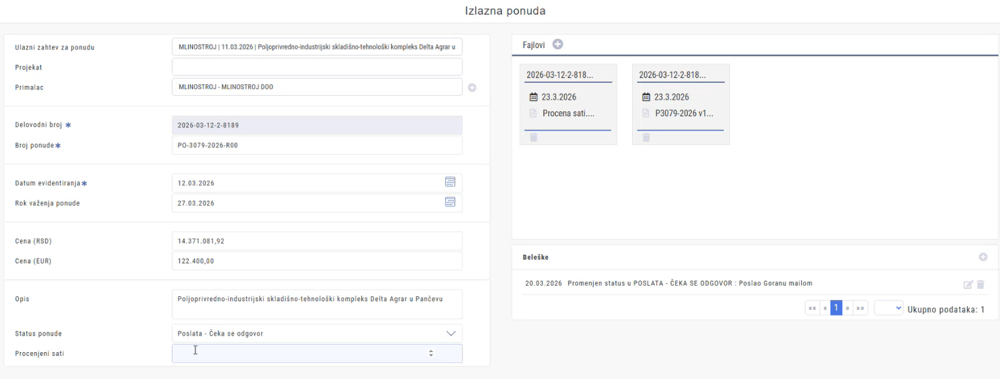 Izlazna ponuda
Ulazni zahtev za ponudu
MLINOSTROJ | 11.03.2026 | Poljoprivredno-industrijski skladišno-tehnološki kompleks Delta Agrar u
Projekat
Primalac
MLINOSTROJ - MLINOSTROJ DOO
Delovodni broj *
2026-03-12-2-8189
Broj ponude*
PO-3079-2026-R00
Datum evidentiranja*
12.03.2026
Rok važenja ponude
27.03.2026
Cena (RSD)
14.371.081,92
Cena (EUR)
122.400,00
Opis
Poljoprivredno-industrijski skladišno-tehnološki kompleks Delta Agrar u Pančevu
Status ponude
Poslata - Čeka se odgovor
Procenjeni sati
Fajlovi
2026-03-12-2-818...
23.3.2026
Procena sati....
2026-03-12-2-818...
23.3.2026
P3079-2026 v1...
Beleške
20.03.2026 Promenjen status u POSLATA - ČEKA SE ODGOVOR : Poslao Goranu mailom
«« « 1 » »» Ukupno podataka: 1